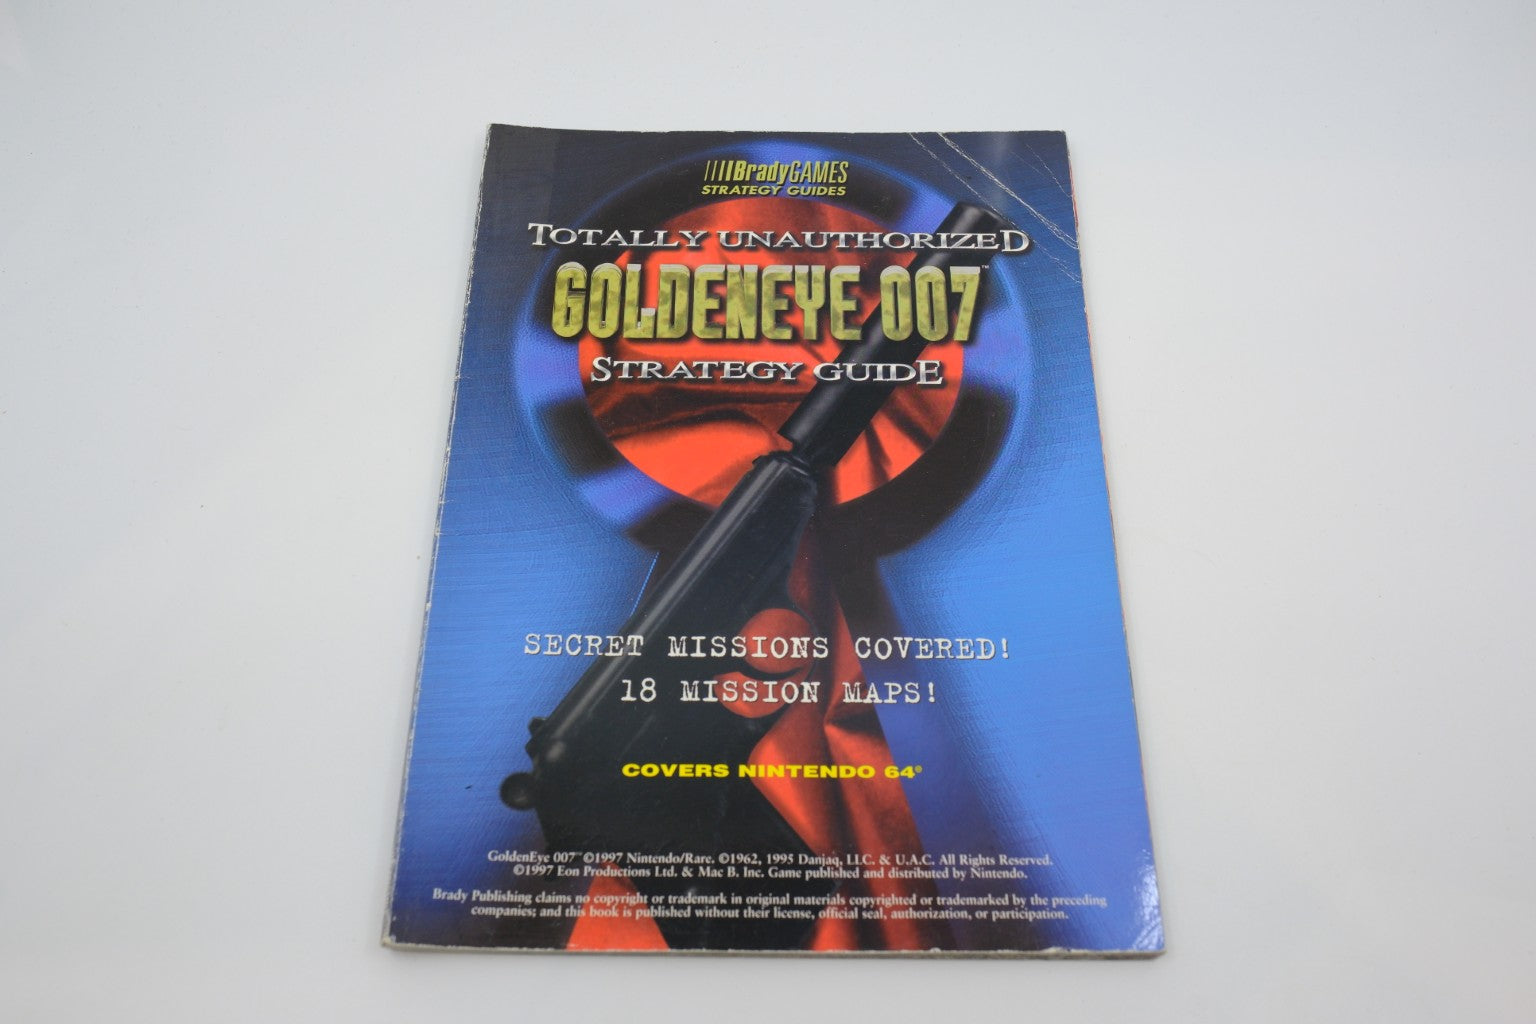 BradyGAMES
STRATEGY GUIDES
TOTALLY UNAUTHORIZED
GOLDENEYE 007™
STRATEGY GUIDE
SECRET MISSIONS COVERED!
18 MISSION MAPS!
COVERS NINTENDO 64®
GoldenEye 007™ ©1997 Nintendo/Rare. ©1962, 1995 Danjaq, LLC. & U.A.C. All Rights Reserved.
©1997 Eon Productions Ltd. & Mac B. Inc. Game published and distributed by Nintendo.
Brady Publishing claims no copyright or trademark in original materials copyrighted or trademarked by the preceding
companies; and this book is published without their license, official seal, authorization, or participation.